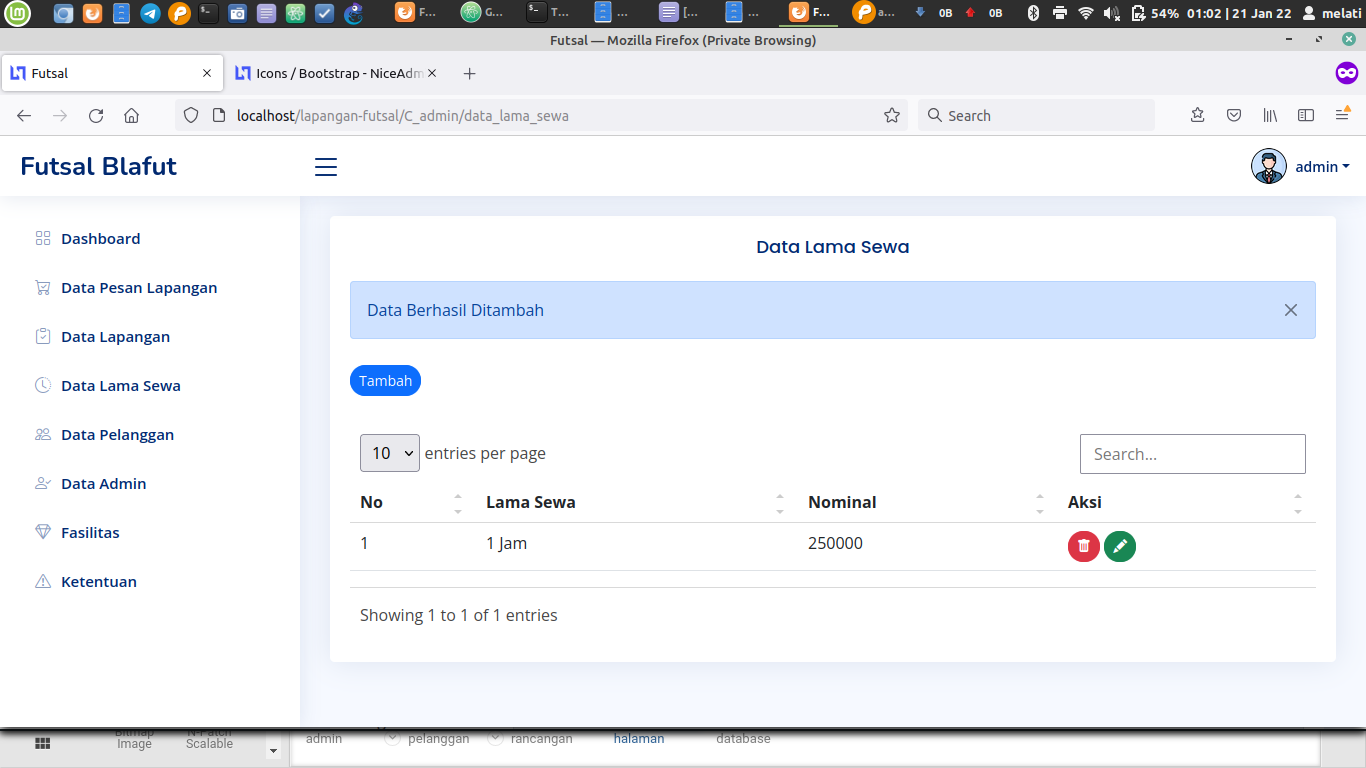 F... G... T... ... [... ... F... a... 0B 0B 54% 01:02 | 21 Jan 22 melati
Futsal — Mozilla Firefox (Private Browsing)
Futsal Icons / Bootstrap - NiceAdm
localhost/lapangan-futsal/C_admin/data_lama_sewa Search
Futsal Blafut admin
Dashboard
Data Pesan Lapangan
Data Lapangan
Data Lama Sewa
Data Pelanggan
Data Admin
Fasilitas
Ketentuan
Data Lama Sewa
Data Berhasil Ditambah
Tambah
10 entries per page Search...
No Lama Sewa Nominal Aksi
1 1 Jam 250000
Showing 1 to 1 of 1 entries
Bitmap N-Patch
Image Scalable admin pelanggan rancangan halaman database